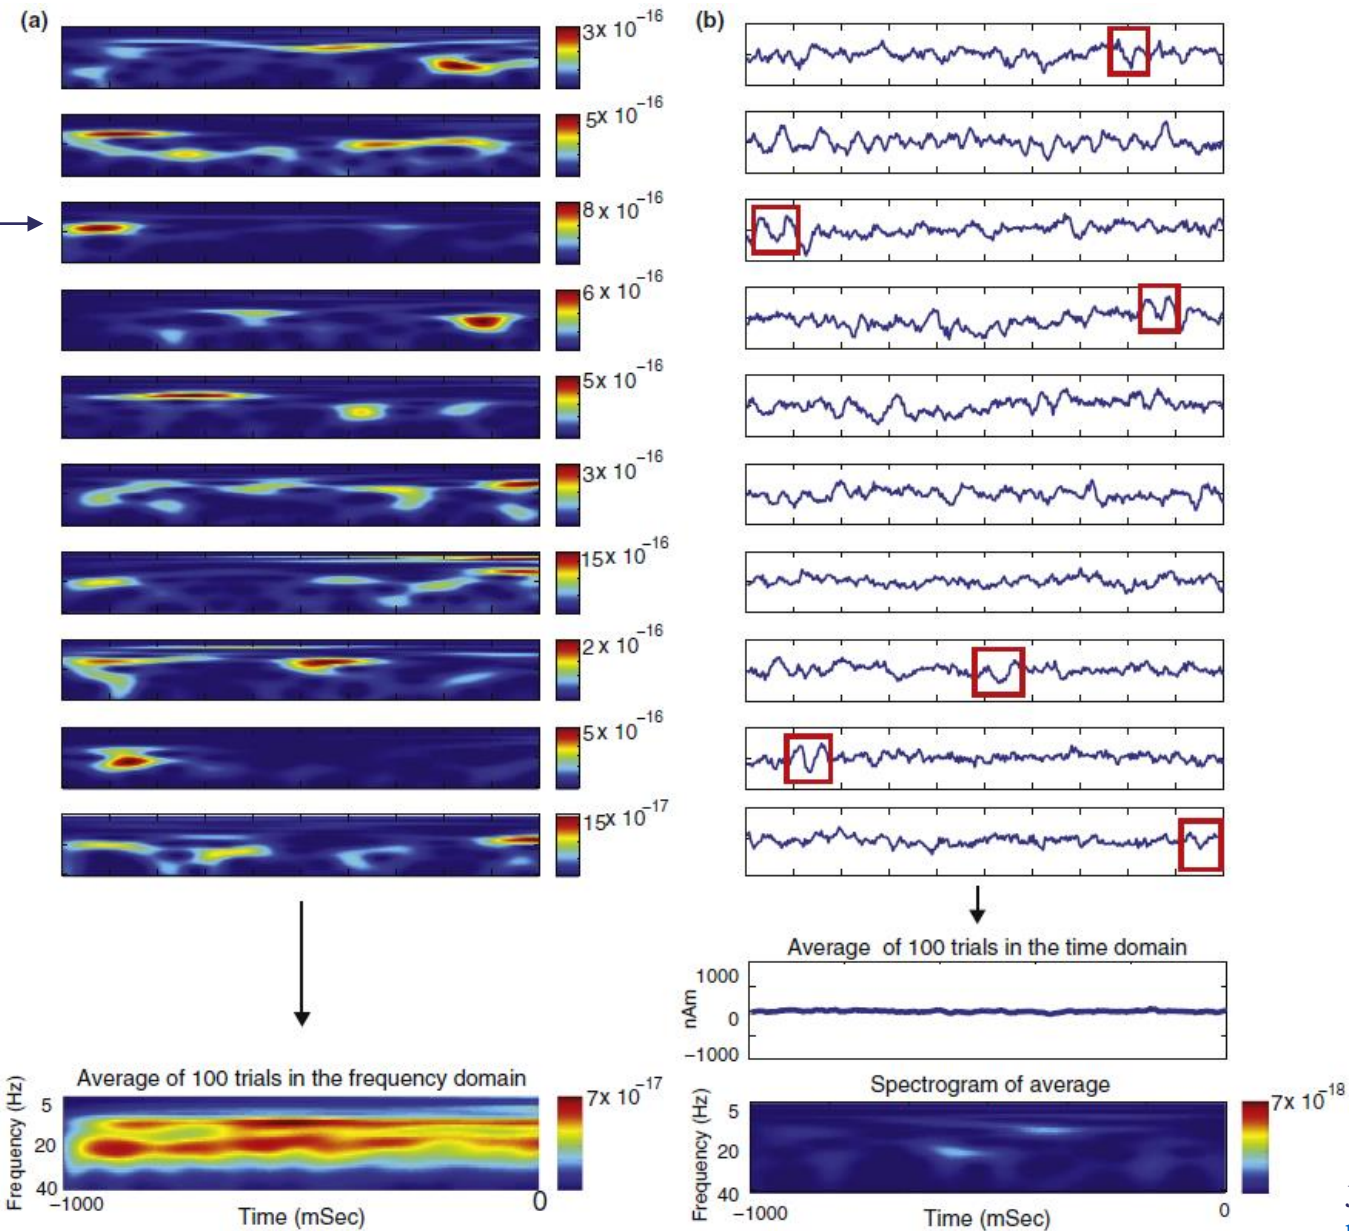 (a)
3x 10⁻¹⁶
5x 10⁻¹⁶
8x 10⁻¹⁶
6x 10⁻¹⁶
5x 10⁻¹⁶
3x 10⁻¹⁶
15x 10⁻¹⁶
2x 10⁻¹⁶
5x 10⁻¹⁶
15x 10⁻¹⁷
Average of 100 trials in the frequency domain
7x 10⁻¹⁷
Frequency (Hz)
5
20
40
−1000
0
Time (mSec)
(b)
Average of 100 trials in the time domain
nAm
1000
0
−1000
Spectrogram of average
7x 10⁻¹⁸
Frequency (Hz)
5
20
40
−1000
0
Time (mSec)